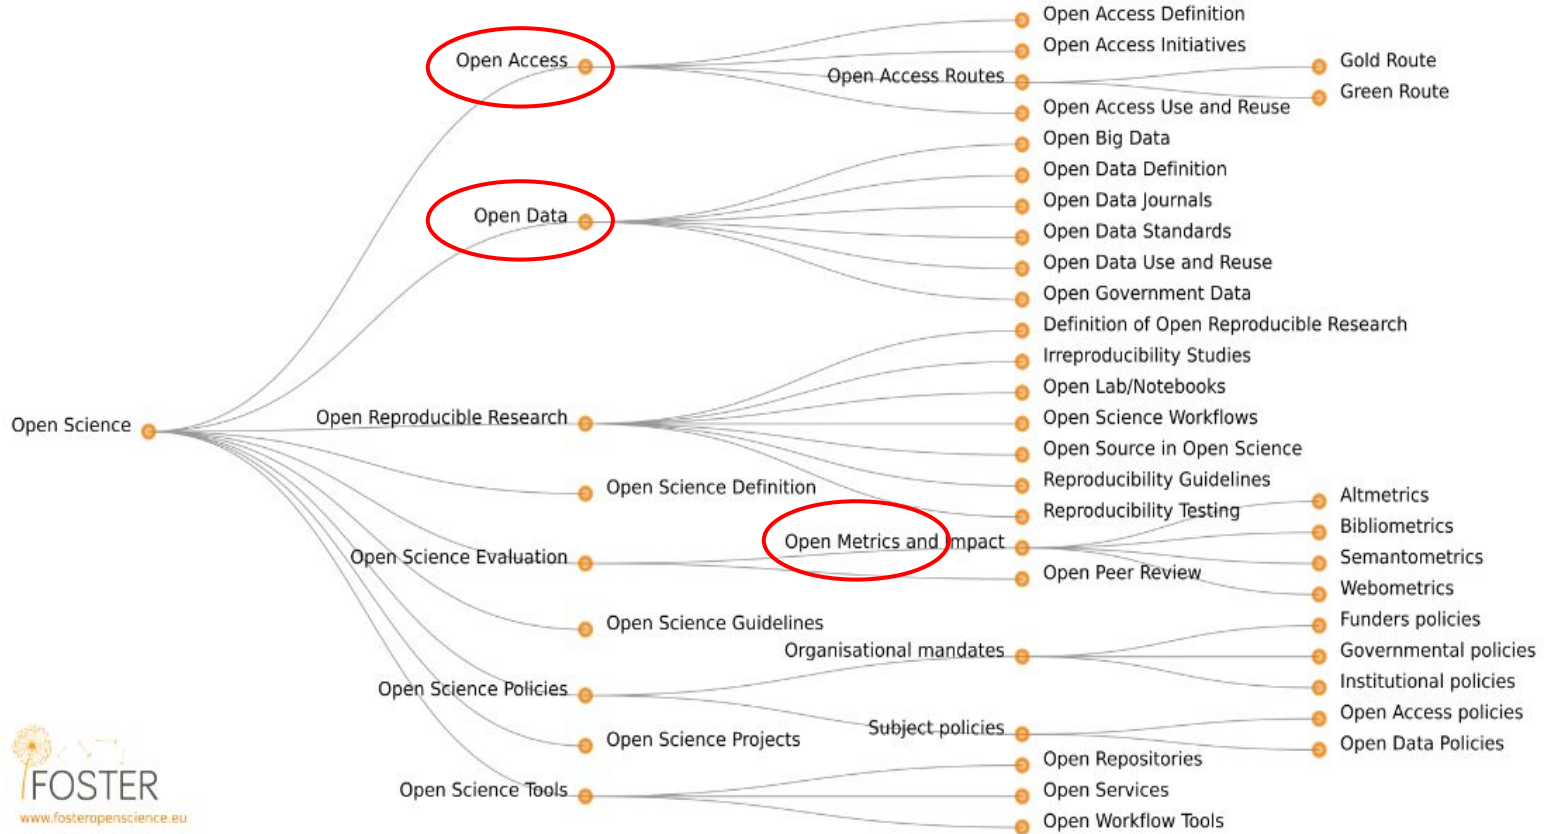 Open Science
Open Access
Open Access Definition
Open Access Initiatives
Open Access Routes
Gold Route
Green Route
Open Access Use and Reuse
Open Data
Open Big Data
Open Data Definition
Open Data Journals
Open Data Standards
Open Data Use and Reuse
Open Government Data
Open Reproducible Research
Definition of Open Reproducible Research
Irreproducibility Studies
Open Lab/Notebooks
Open Science Workflows
Open Source in Open Science
Reproducibility Guidelines
Reproducibility Testing
Open Science Definition
Open Science Evaluation
Open Metrics and Impact
Altmetrics
Bibliometrics
Semantometrics
Webometrics
Open Peer Review
Open Science Guidelines
Open Science Policies
Organisational mandates
Funders policies
Governmental policies
Institutional policies
Subject policies
Open Access policies
Open Data Policies
Open Science Projects
Open Science Tools
Open Repositories
Open Services
Open Workflow Tools
FOSTER
www.fosteropenscience.eu